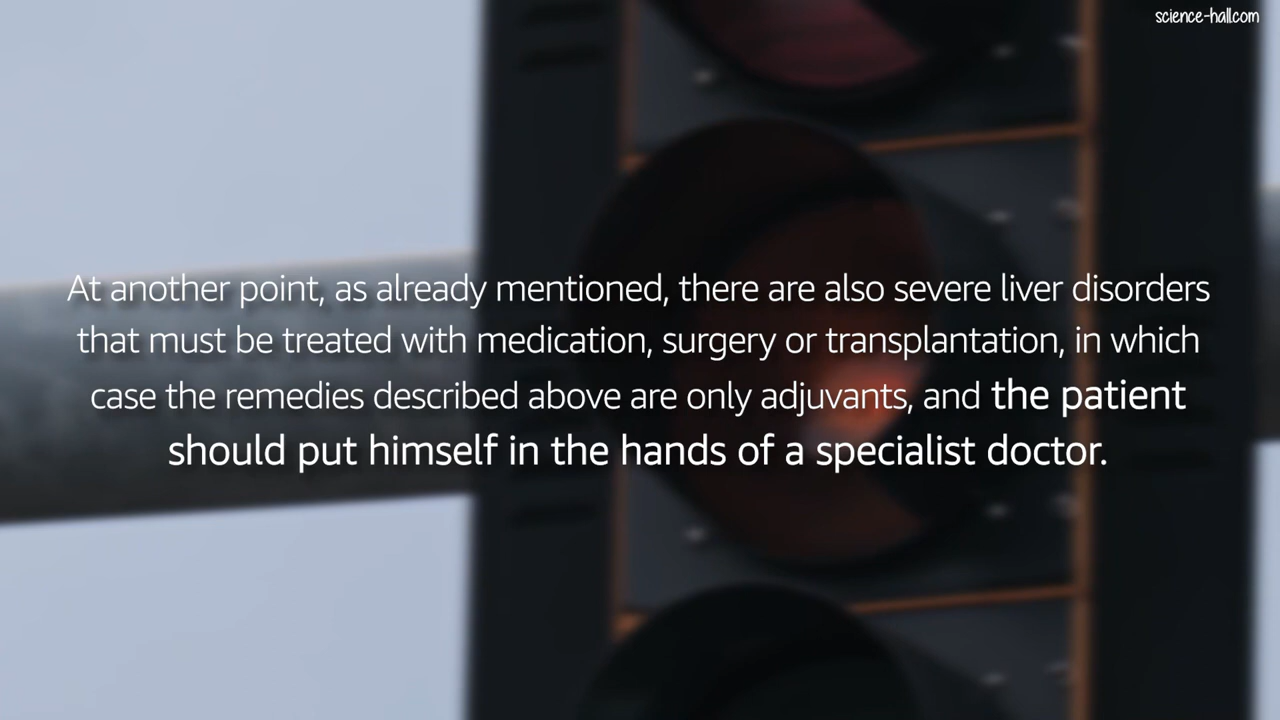 science-hall.com
At another point, as already mentioned, there are also severe liver disorders
that must be treated with medication, surgery or transplantation, in which
case the remedies described above are only adjuvants, and the patient
should put himself in the hands of a specialist doctor.